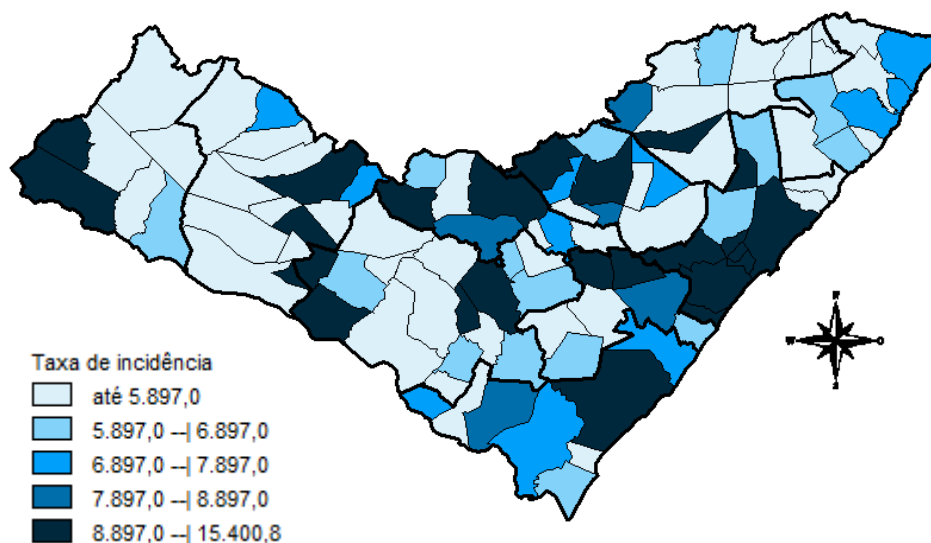 Taxa de incidência
até 5.897,0
5.897,0 --| 6.897,0
6.897,0 --| 7.897,0
7.897,0 --| 8.897,0
8.897,0 --| 15.400,8